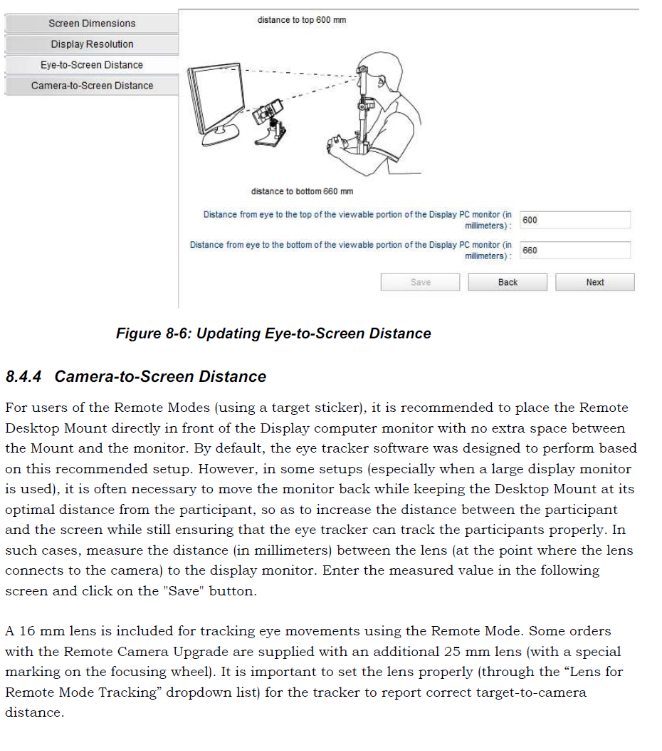 Screen Dimensions
Display Resolution
Eye-to-Screen Distance
Camera-to-Screen Distance
distance to top 600 mm
distance to bottom 660 mm
Distance from eye to the top of the viewable portion of the Display PC monitor (in
millimeters) :
600
Distance from eye to the bottom of the viewable portion of the Display PC monitor (in
millimeters) :
660
Save
Back
Next
Figure 8-6: Updating Eye-to-Screen Distance
8.4.4 Camera-to-Screen Distance
For users of the Remote Modes (using a target sticker), it is recommended to place the Remote
Desktop Mount directly in front of the Display computer monitor with no extra space between
the Mount and the monitor. By default, the eye tracker software was designed to perform based
on this recommended setup. However, in some setups (especially when a large display monitor
is used), it is often necessary to move the monitor back while keeping the Desktop Mount at its
optimal distance from the participant, so as to increase the distance between the participant
and the screen while still ensuring that the eye tracker can track the participants properly. In
such cases, measure the distance (in millimeters) between the lens (at the point where the lens
connects to the camera) to the display monitor. Enter the measured value in the following
screen and click on the "Save" button.
A 16 mm lens is included for tracking eye movements using the Remote Mode. Some orders
with the Remote Camera Upgrade are supplied with an additional 25 mm lens (with a special
marking on the focusing wheel). It is important to set the lens properly (through the “Lens for
Remote Mode Tracking” dropdown list) for the tracker to report correct target-to-camera
distance.